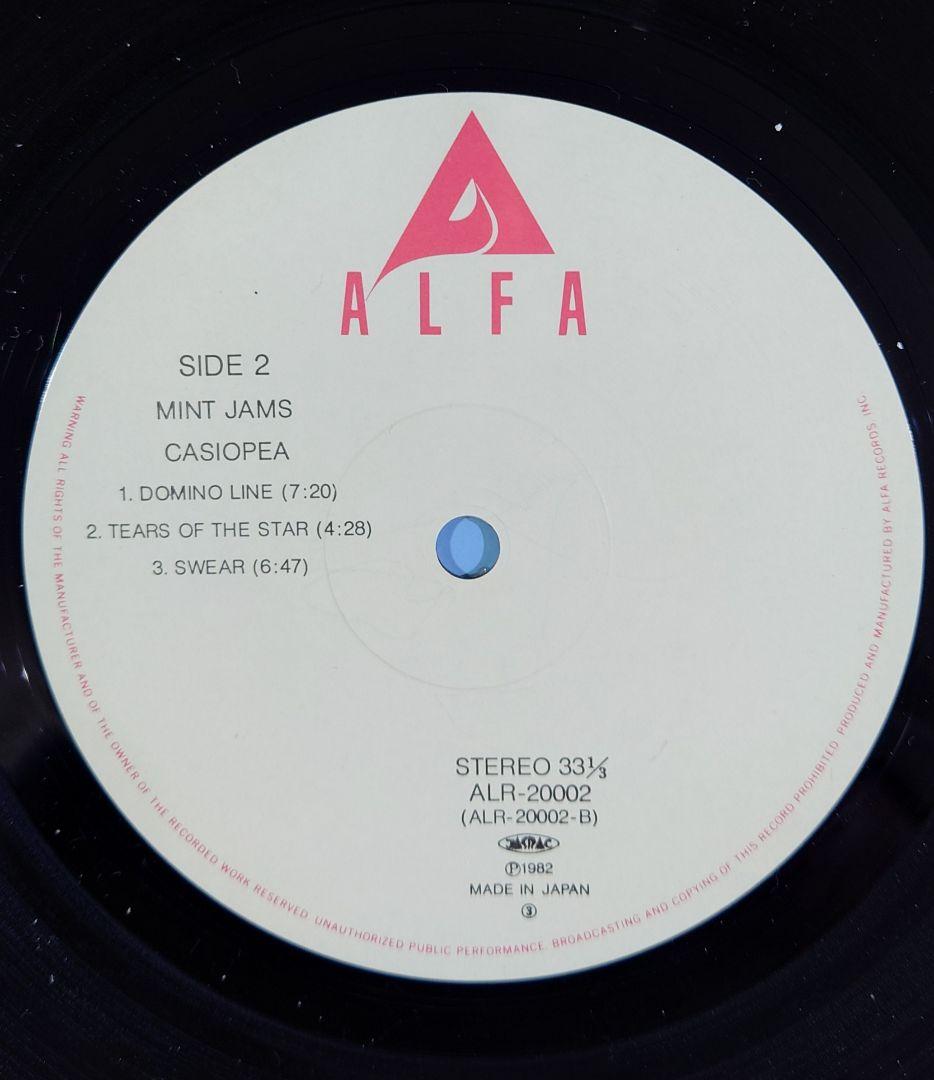 ALFA
SIDE 2
MINT JAMS
CASIOPEA
1. DOMINO LINE (7:20)
2. TEARS OF THE STAR (4:28)
3. SWEAR (6:47)
STEREO 33⅓
ALR-20002
(ALR-20002-B)
JASRAC
Ⓟ1982
MADE IN JAPAN
③
WARNING ALL RIGHTS OF THE MANUFACTURER AND OF THE OWNER OF THE RECORDED WORK RESERVED. UNAUTHORIZED PUBLIC PERFORMANCE. BROADCASTING AND COPYING OF THIS RECORD PROHIBITED PRODUCED AND MANUFACTURED BY ALFA RECORDS, INC.